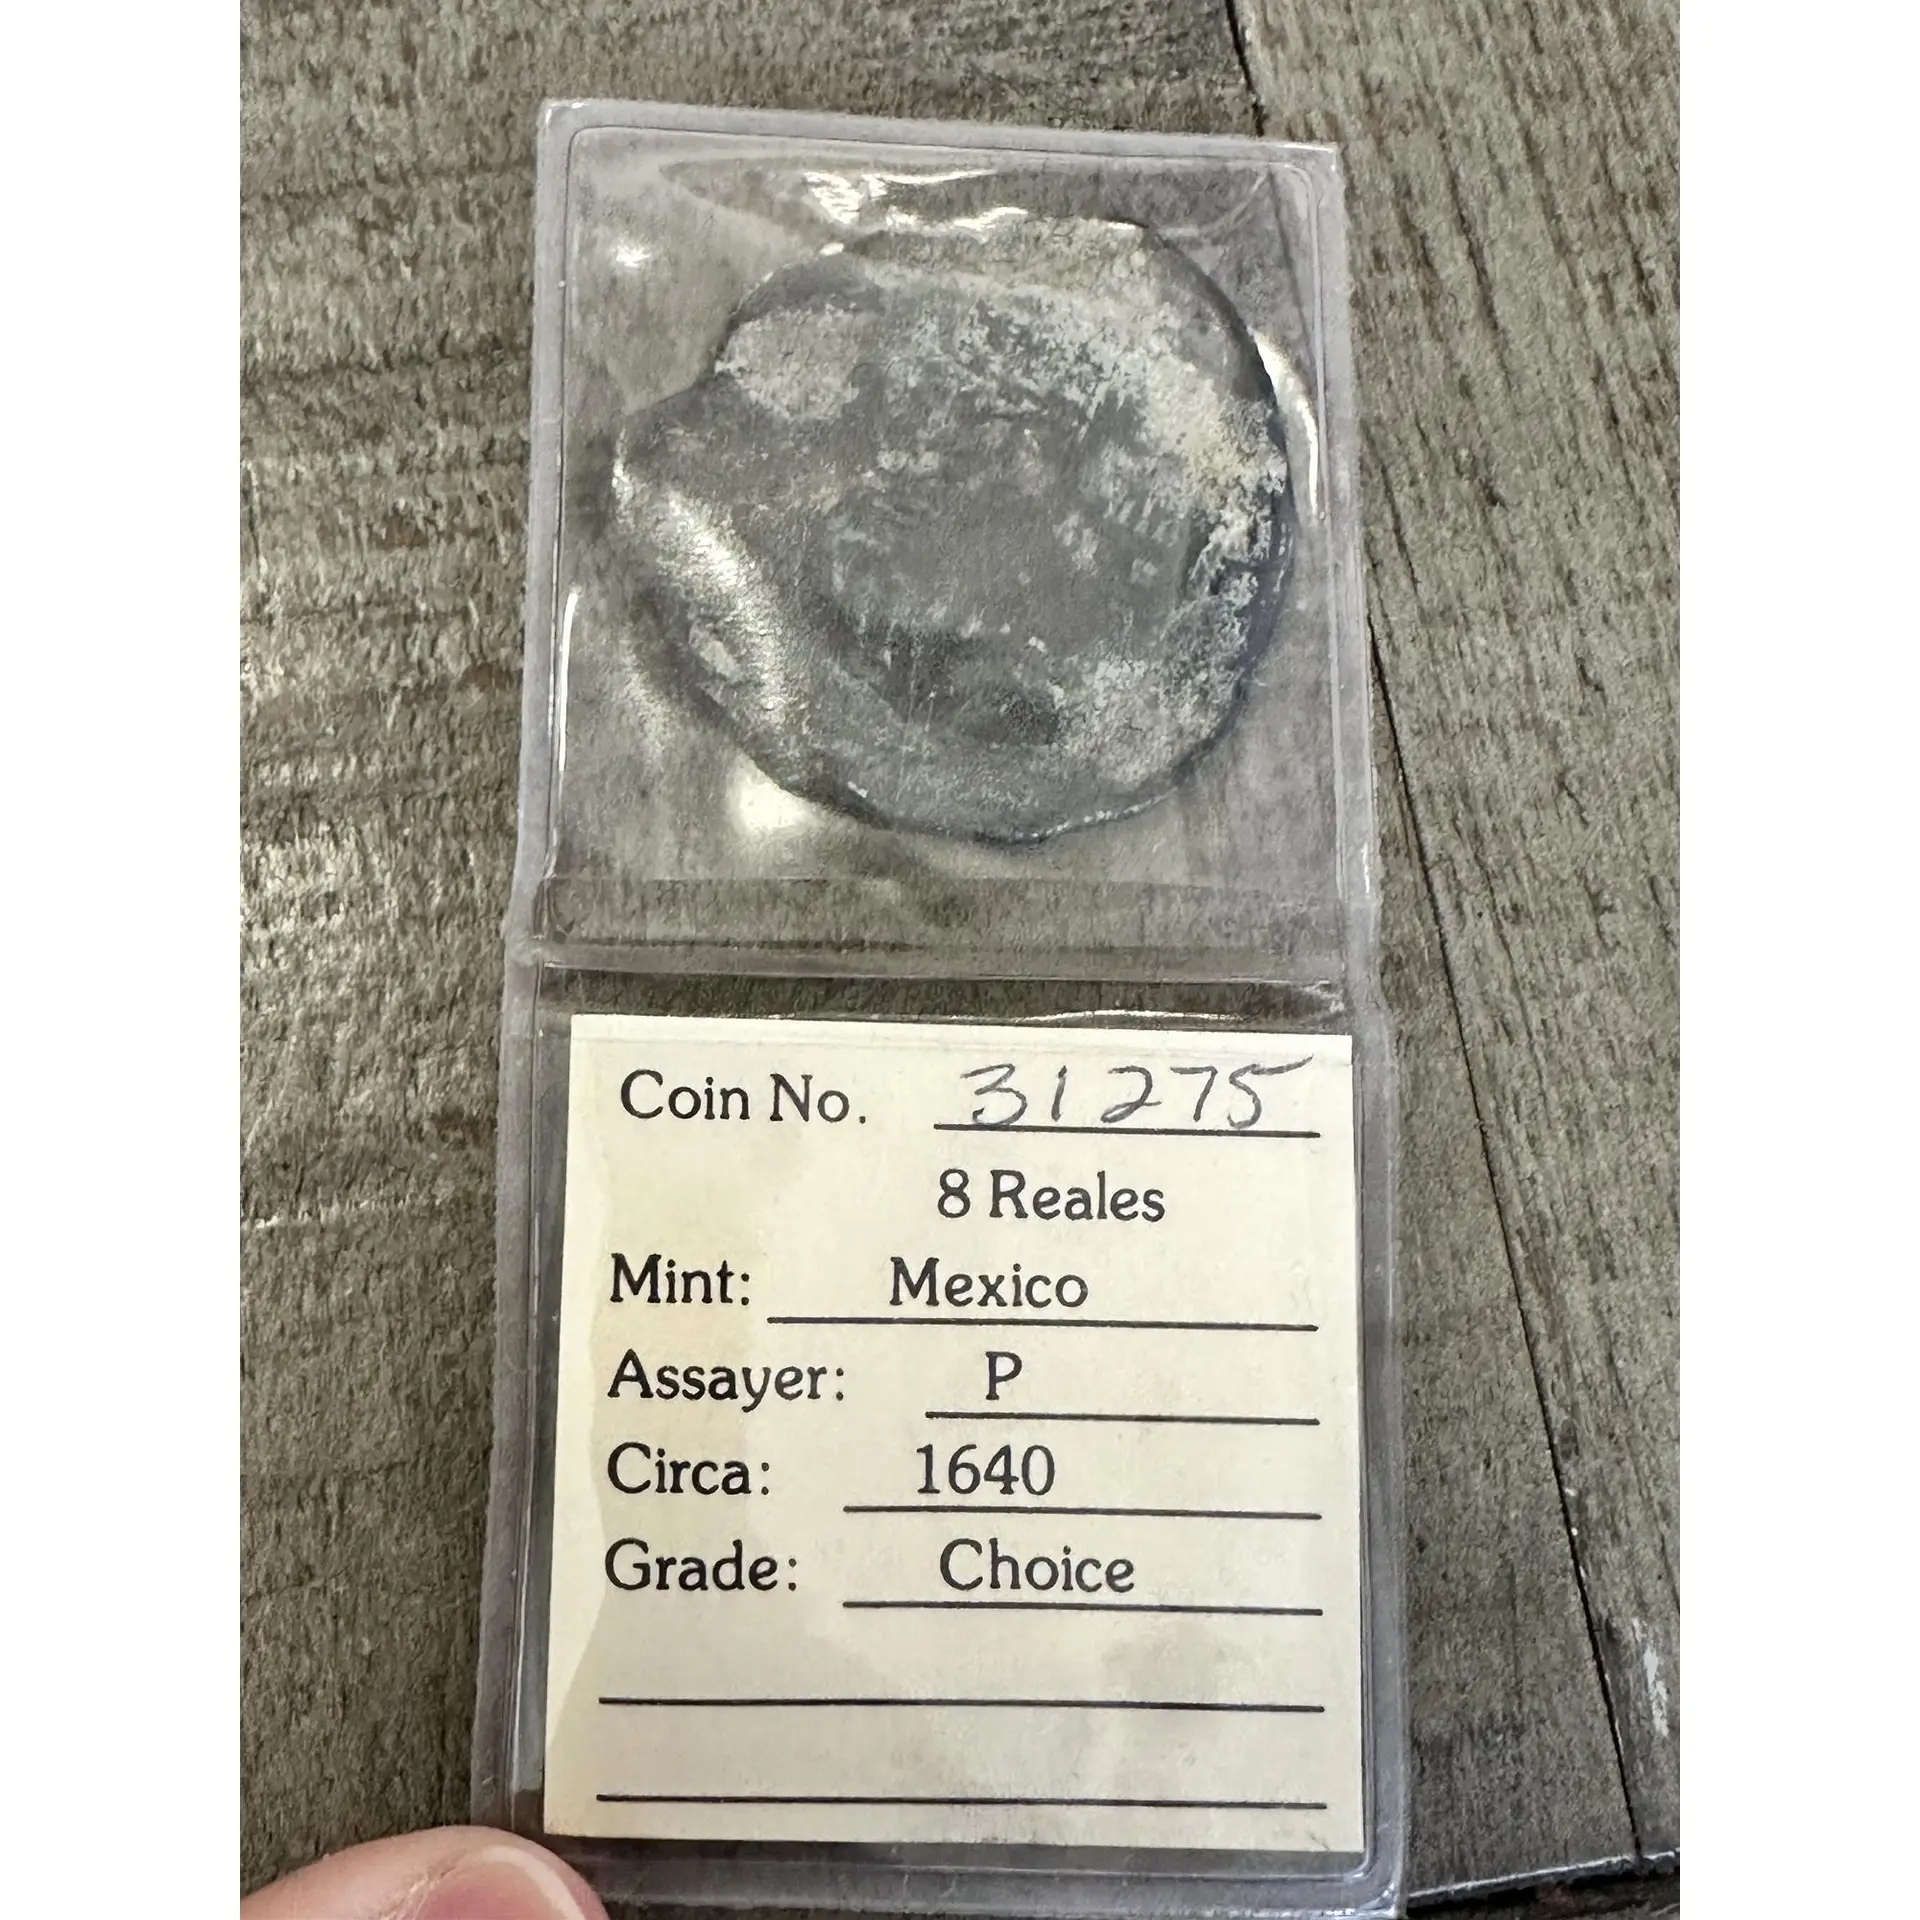 Coin No. 31275
8 Reales
Mint: Mexico
Assayer: P
Circa: 1640
Grade: Choice